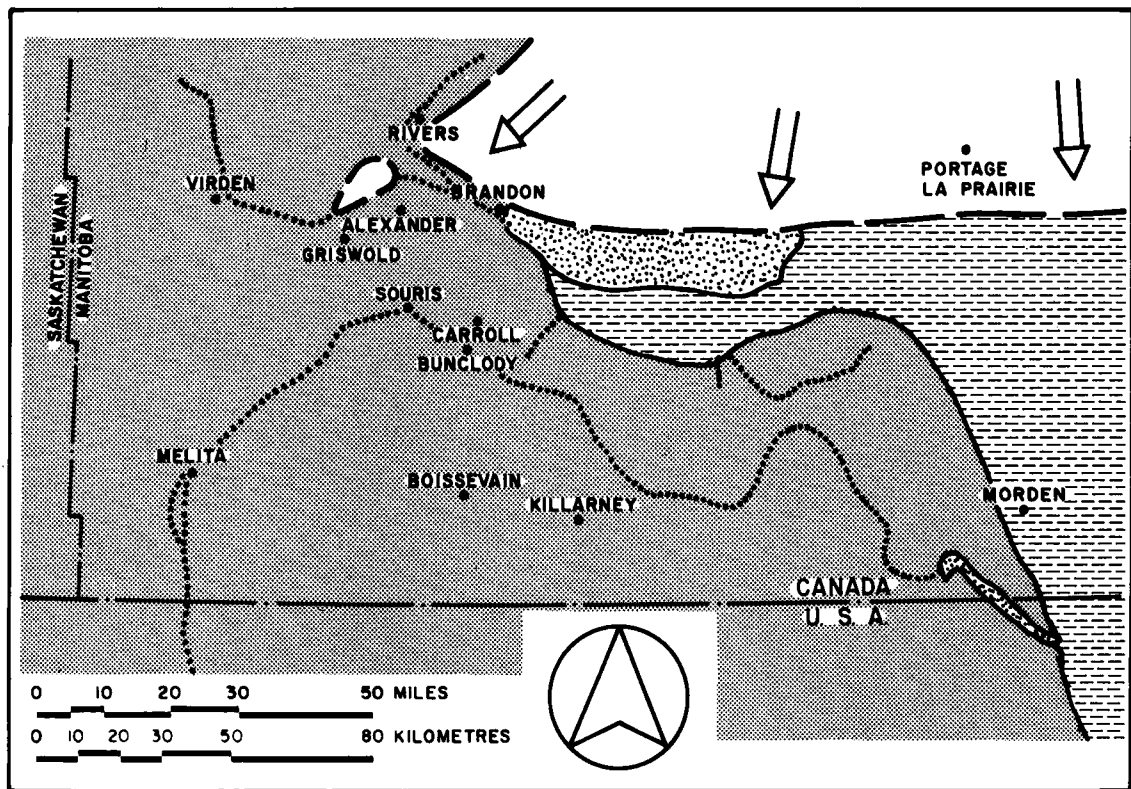 RIVERS
PORTAGE
LA PRAIRIE
VIRDEN
BRANDON
ALEXANDER
GRISWOLD
SASKATCHEWAN
MANITOBA
SOURIS
CARROLL
BUNCLODY
MELITA
BOISSEVAIN
KILLARNEY
MORDEN
CANADA
U. S. A.
0 10 20 30 50 MILES
0 10 20 30 50 80 KILOMETRES